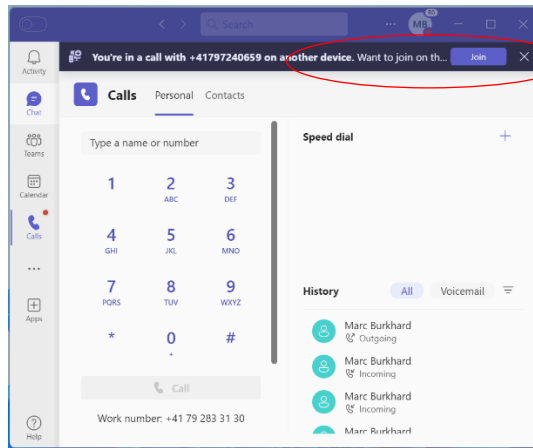 Search
MB
You're in a call with +41797240659 on another device. Want to join on th...
Join
Activity
Chat
Teams
Calendar
Calls
Apps
Help
Calls
Personal
Contacts
Type a name or number
1
2
3
ABC
DEF
4
5
6
GHI
JKL
MNO
7
8
9
PQRS
TUV
WXYZ
*
0
#
+
Call
Work number: +41 79 283 31 30
Speed dial
History
All
Voicemail
Marc Burkhard
Outgoing
Marc Burkhard
Incoming
Marc Burkhard
Incoming
Marc Burkhard